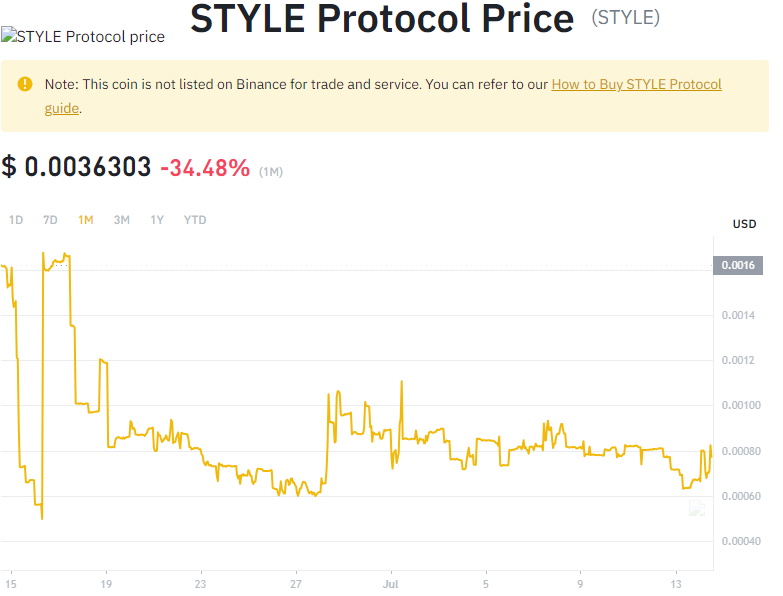 STYLE Protocol Price (STYLE)
STYLE Protocol price
Note: This coin is not listed on Binance for trade and service. You can refer to our How to Buy STYLE Protocol
guide.
$ 0.0036303 -34.48% (1M)
1D 7D 1M 3M 1Y YTD
USD
0.0016
0.0014
0.0012
0.00100
0.00080
0.00060
0.00040
15 19 23 27 Jul 5 9 13